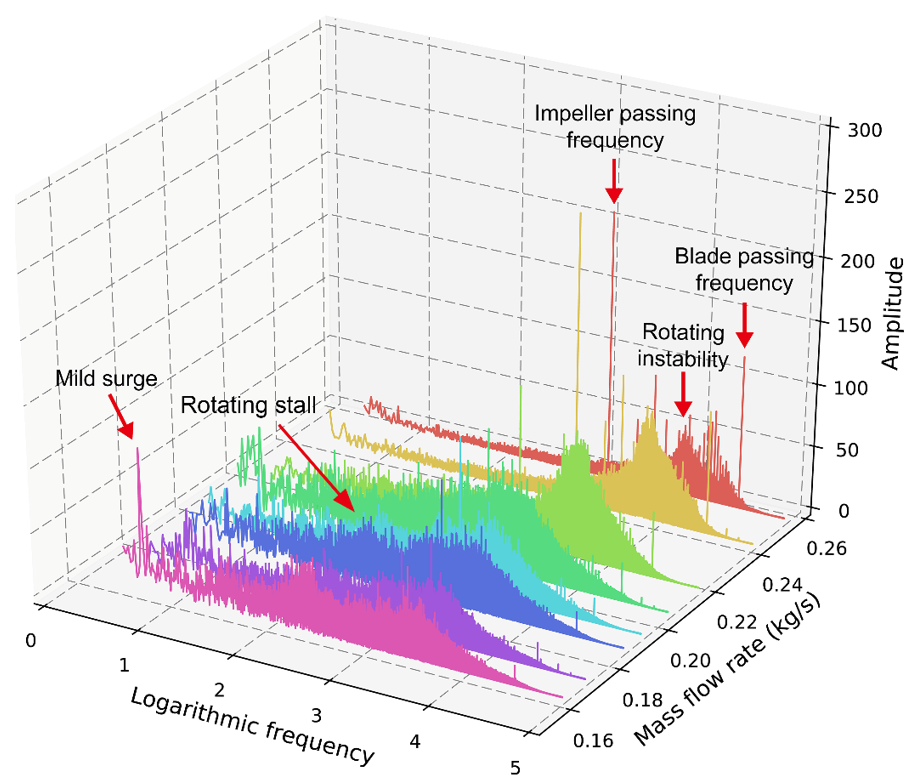 Impeller passing
frequency
Blade passing
frequency
Rotating
instability
Mild surge
Rotating stall
300
250
200
150
100
50
0
Amplitude
0.26
0.24
0.22
0.20
0.18
0.16
Mass flow rate (kg/s)
0
1
2
3
4
5
Logarithmic frequency